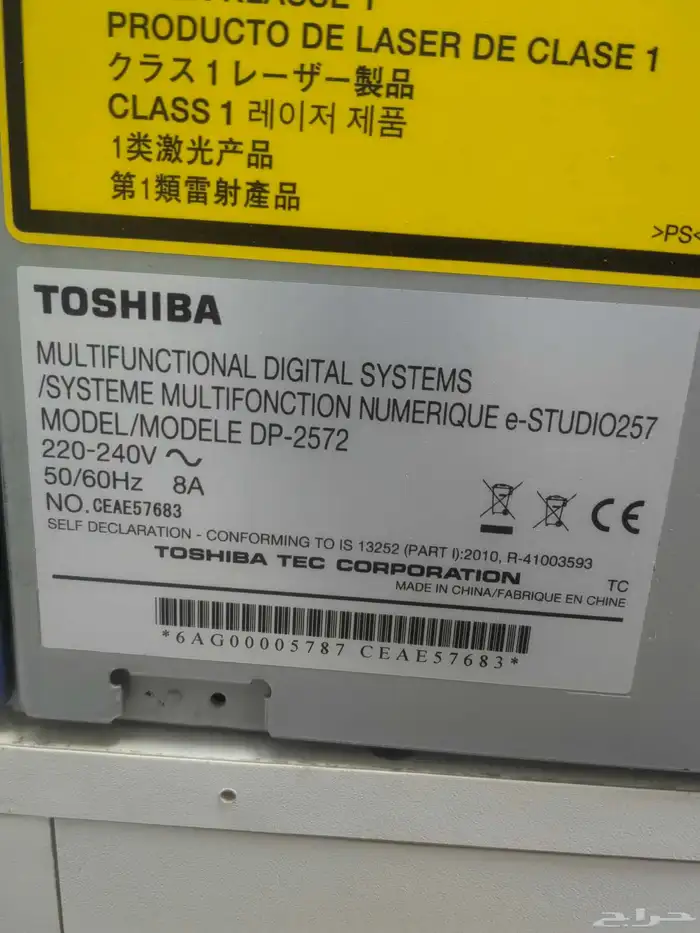 PRODUCTO DE LASER DE CLASE 1
クラス1レーザー製品
CLASS 1 레이저 제품
1类激光产品
第1類雷射產品
>PS<
TOSHIBA
MULTIFUNCTIONAL DIGITAL SYSTEMS
/SYSTEME MULTIFONCTION NUMERIQUE e-STUDIO257
MODEL/MODELE DP-2572
220-240V ∼
50/60Hz 8A
NO. CEAE57683
CE
SELF DECLARATION - CONFORMING TO IS 13252 (PART I):2010, R-41003593
TOSHIBA TEC CORPORATION TC
MADE IN CHINA/FABRIQUE EN CHINE
*6AG00005787 CEAE57683*
حراج